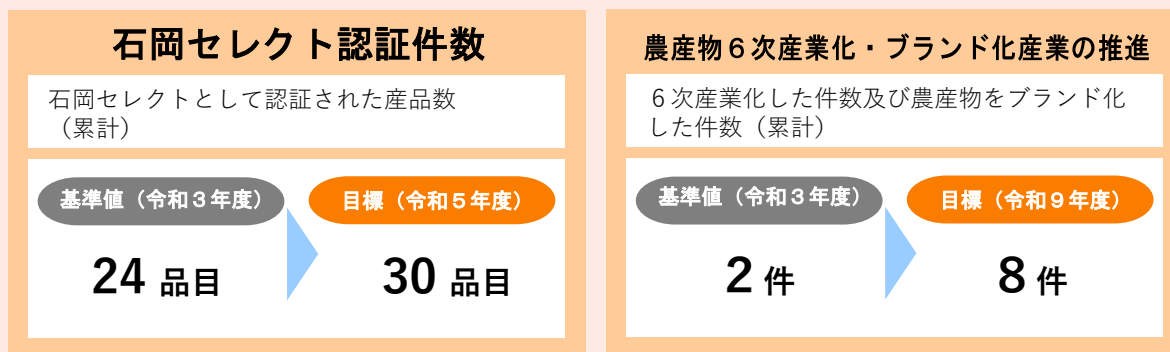 石岡セレクト認証件数
石岡セレクトとして認証された産品数
（累計）
基準値（令和３年度）
目標（令和５年度）
24 品目
30 品目
農産物６次産業化・ブランド化産業の推進
６次産業化した件数及び農産物をブランド化
した件数（累計）
基準値（令和３年度）
目標（令和９年度）
2 件
8 件